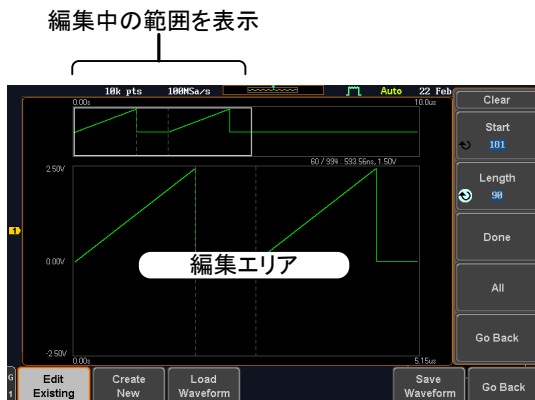 編集中の範囲を表示
10k pts 100MSa/s Auto 22 Feb
0.00s 10.0us
60 / 994 : 593.56ns, 1.50V
2.50V
1
0.00V
編集エリア
-2.50V
0.00s 5.15us
Clear
Start
181
Length
90
Done
All
Go Back
G
1
Edit
Existing
Create
New
Load
Waveform
Save
Waveform
Go Back